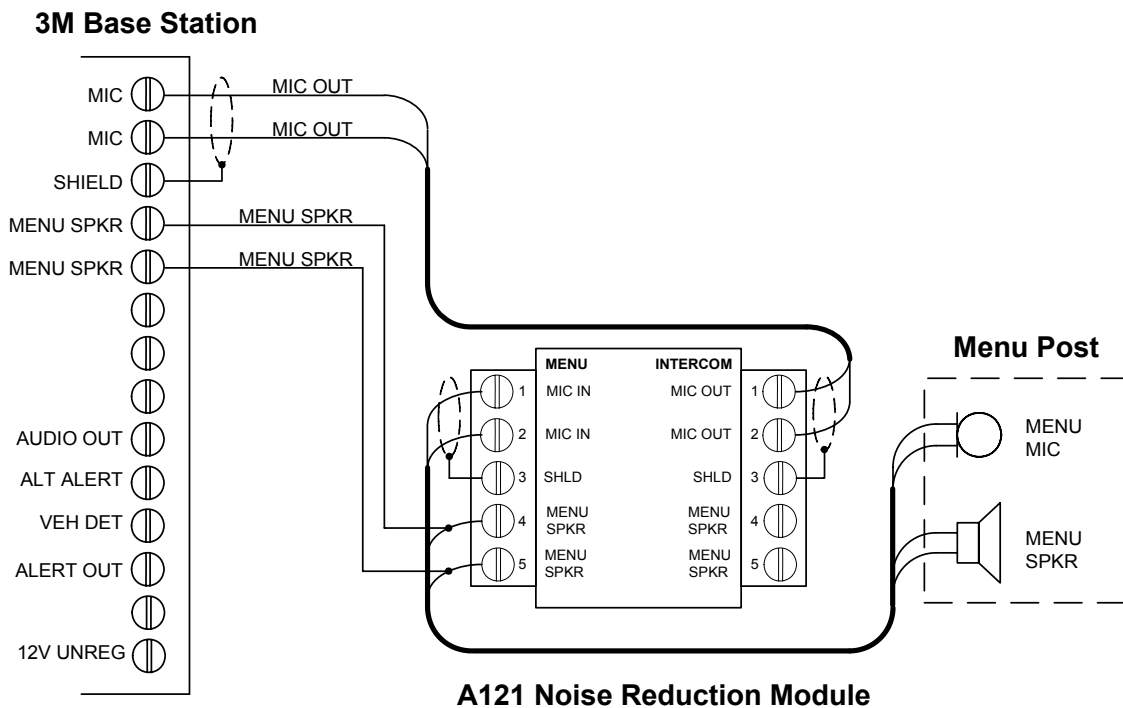 3M Base Station
MIC
MIC OUT
MIC
MIC OUT
SHIELD
MENU SPKR
MENU SPKR
MENU SPKR
MENU SPKR
AUDIO OUT
ALT ALERT
VEH DET
ALERT OUT
12V UNREG
MENU
INTERCOM
1
MIC IN
MIC OUT
1
2
MIC IN
MIC OUT
2
3
SHLD
SHLD
3
4
MENU
SPKR
MENU
SPKR
4
5
MENU
SPKR
MENU
SPKR
5
Menu Post
MENU
MIC
MENU
SPKR
A121 Noise Reduction Module